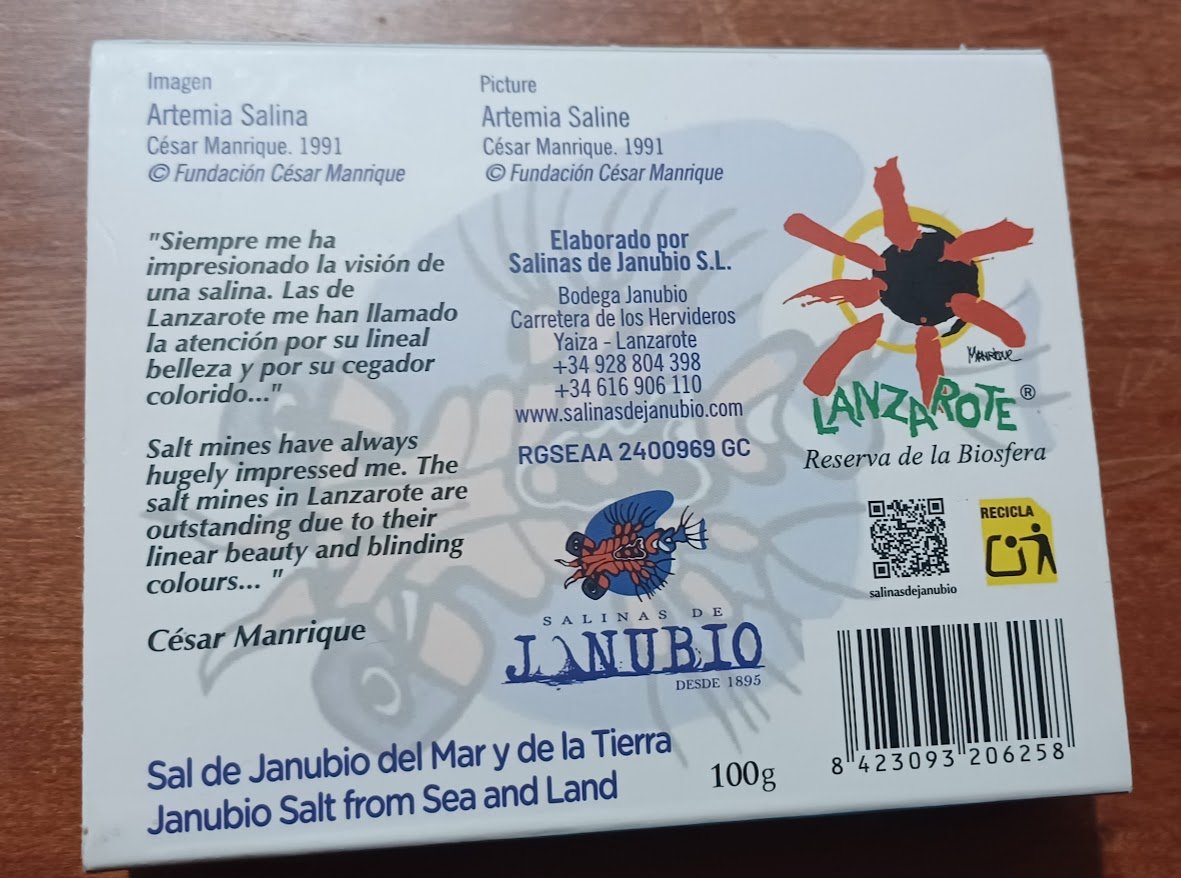 Imagen
Artemia Salina
César Manrique. 1991
© Fundación César Manrique
Picture
Artemia Saline
César Manrique. 1991
© Fundación César Manrique
"Siempre me ha
impresionado la visión de
una salina. Las de
Lanzarote me han llamado
la atención por su lineal
belleza y por su cegador
colorido..."
Salt mines have always
hugely impressed me. The
salt mines in Lanzarote are
outstanding due to their
linear beauty and blinding
colours... "
César Manrique
Elaborado por
Salinas de Janubio S.L.
Bodega Janubio
Carretera de los Hervideros
Yaiza - Lanzarote
+34 928 804 398
+34 616 906 110
www.salinasdejanubio.com
RGSEAA 2400969 GC
SALINAS DE
JANUBIO
DESDE 1895
MANRIQUE
LANZAROTE®
Reserva de la Biosfera
salinasdejanubio
RECICLA
8 423093 206258
Sal de Janubio del Mar y de la Tierra
Janubio Salt from Sea and Land
100g